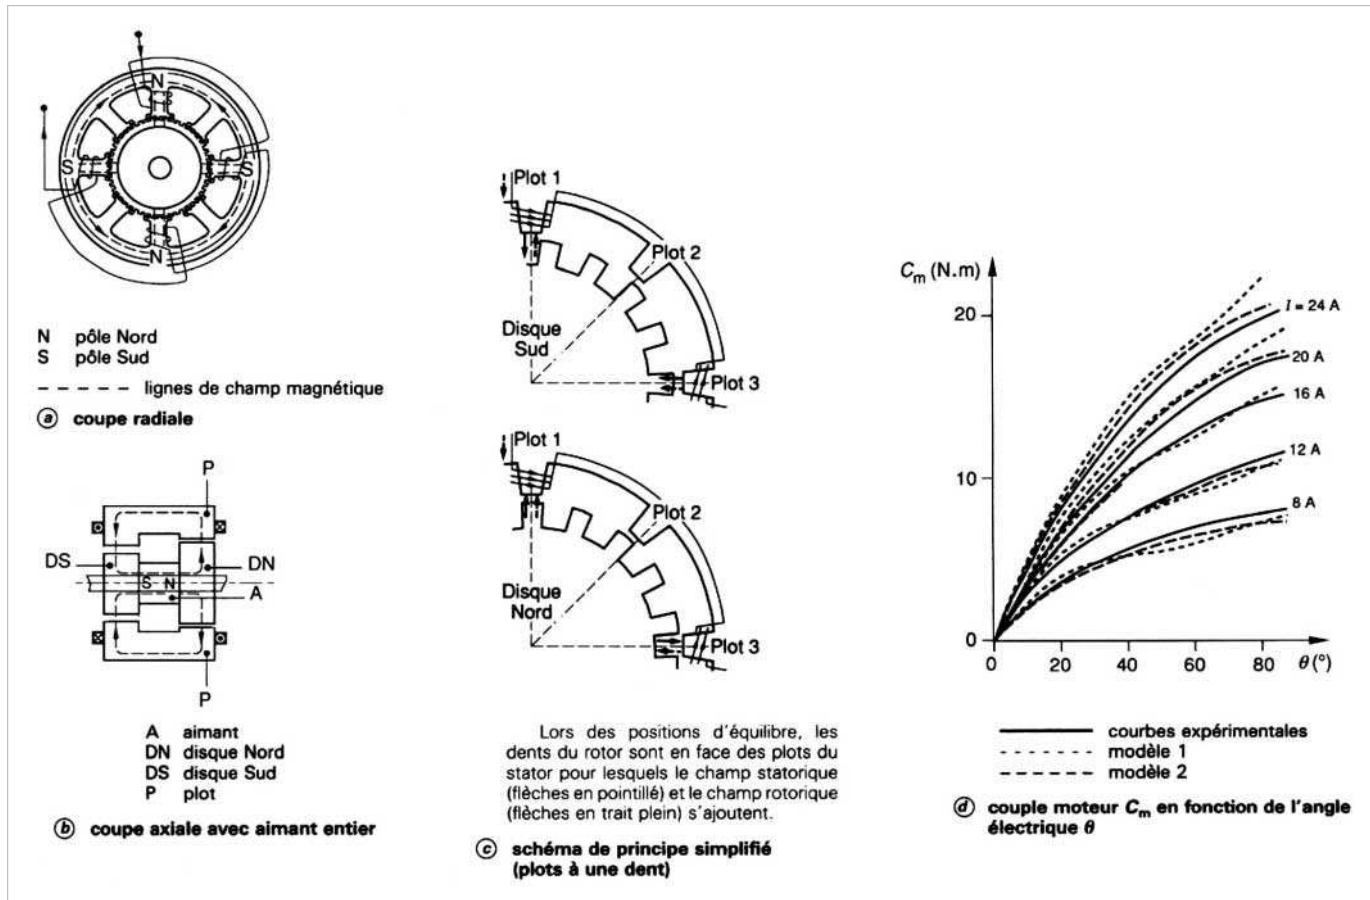 N
S
S
N
N pôle Nord
S pôle Sud
lignes de champ magnétique
ⓐ coupe radiale
P
DS
S N
DN
A
P
A aimant
DN disque Nord
DS disque Sud
P plot
ⓑ coupe axiale avec aimant entier
Plot 1
Plot 2
Disque
Sud
Plot 3
Plot 1
Plot 2
Disque
Nord
Plot 3
Lors des positions d'équilibre, les
dents du rotor sont en face des plots du
stator pour lesquels le champ statorique
(flèches en pointillé) et le champ rotorique
(flèches en trait plein) s'ajoutent.
ⓒ schéma de principe simplifié
(plots à une dent)
Cm (N.m)
20
10
0
I = 24 A
20 A
16 A
12 A
8 A
0 20 40 60 80 θ (°)
courbes expérimentales
modèle 1
modèle 2
ⓓ couple moteur Cm en fonction de l'angle
électrique θ